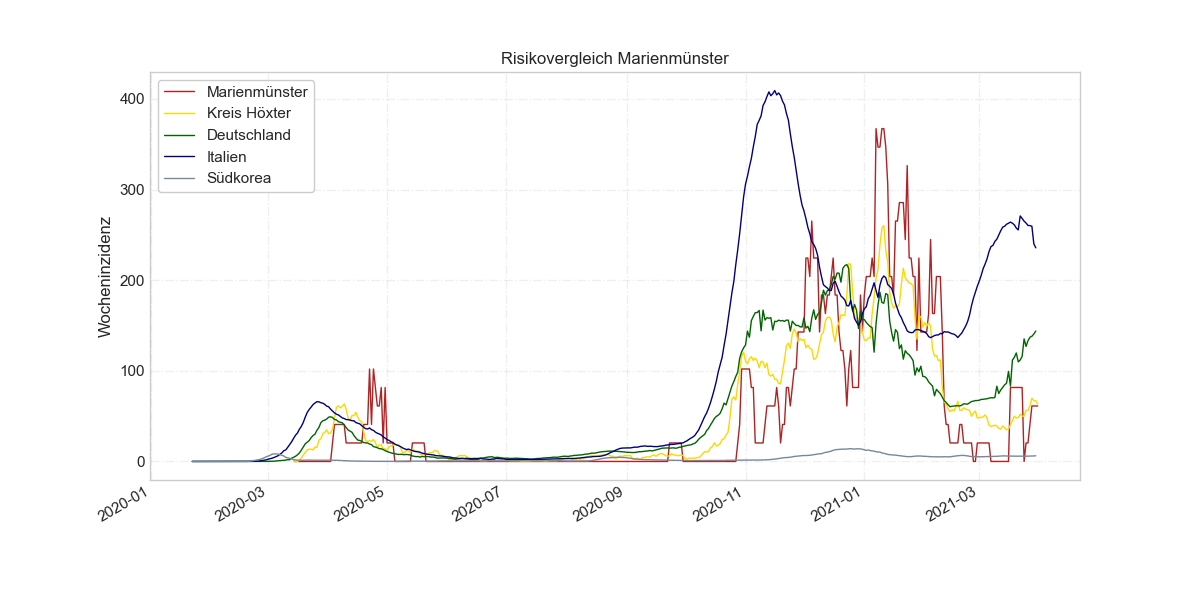 Risikovergleich Marienmünster
Marienmünster
Kreis Höxter
Deutschland
Italien
Südkorea
Wocheninzidenz
400
300
200
100
0
2020-01
2020-03
2020-05
2020-07
2020-09
2020-11
2021-01
2021-03